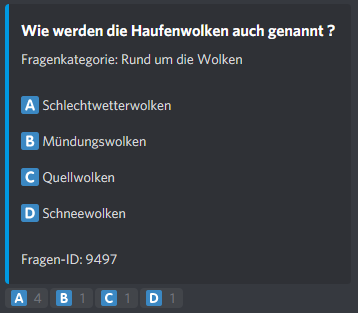 Wie werden die Haufenwolken auch genannt ?
Fragenkategorie: Rund um die Wolken
A Schlechtwetterwolken
B Mündungswolken
C Quellwolken
D Schneewolken
Fragen-ID: 9497
A 4 B 1 C 1 D 1